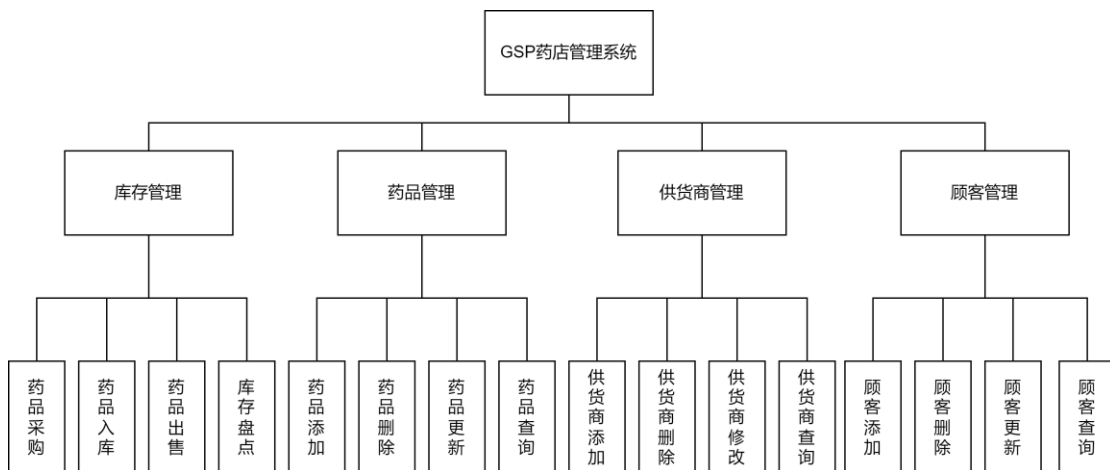 GSP药店管理系统
库存管理
药品管理
供货商管理
顾客管理
药品采购
药品入库
药品出售
库存盘点
药品添加
药品删除
药品更新
药品查询
供货商添加
供货商删除
供货商修改
供货商查询
顾客添加
顾客删除
顾客更新
顾客查询